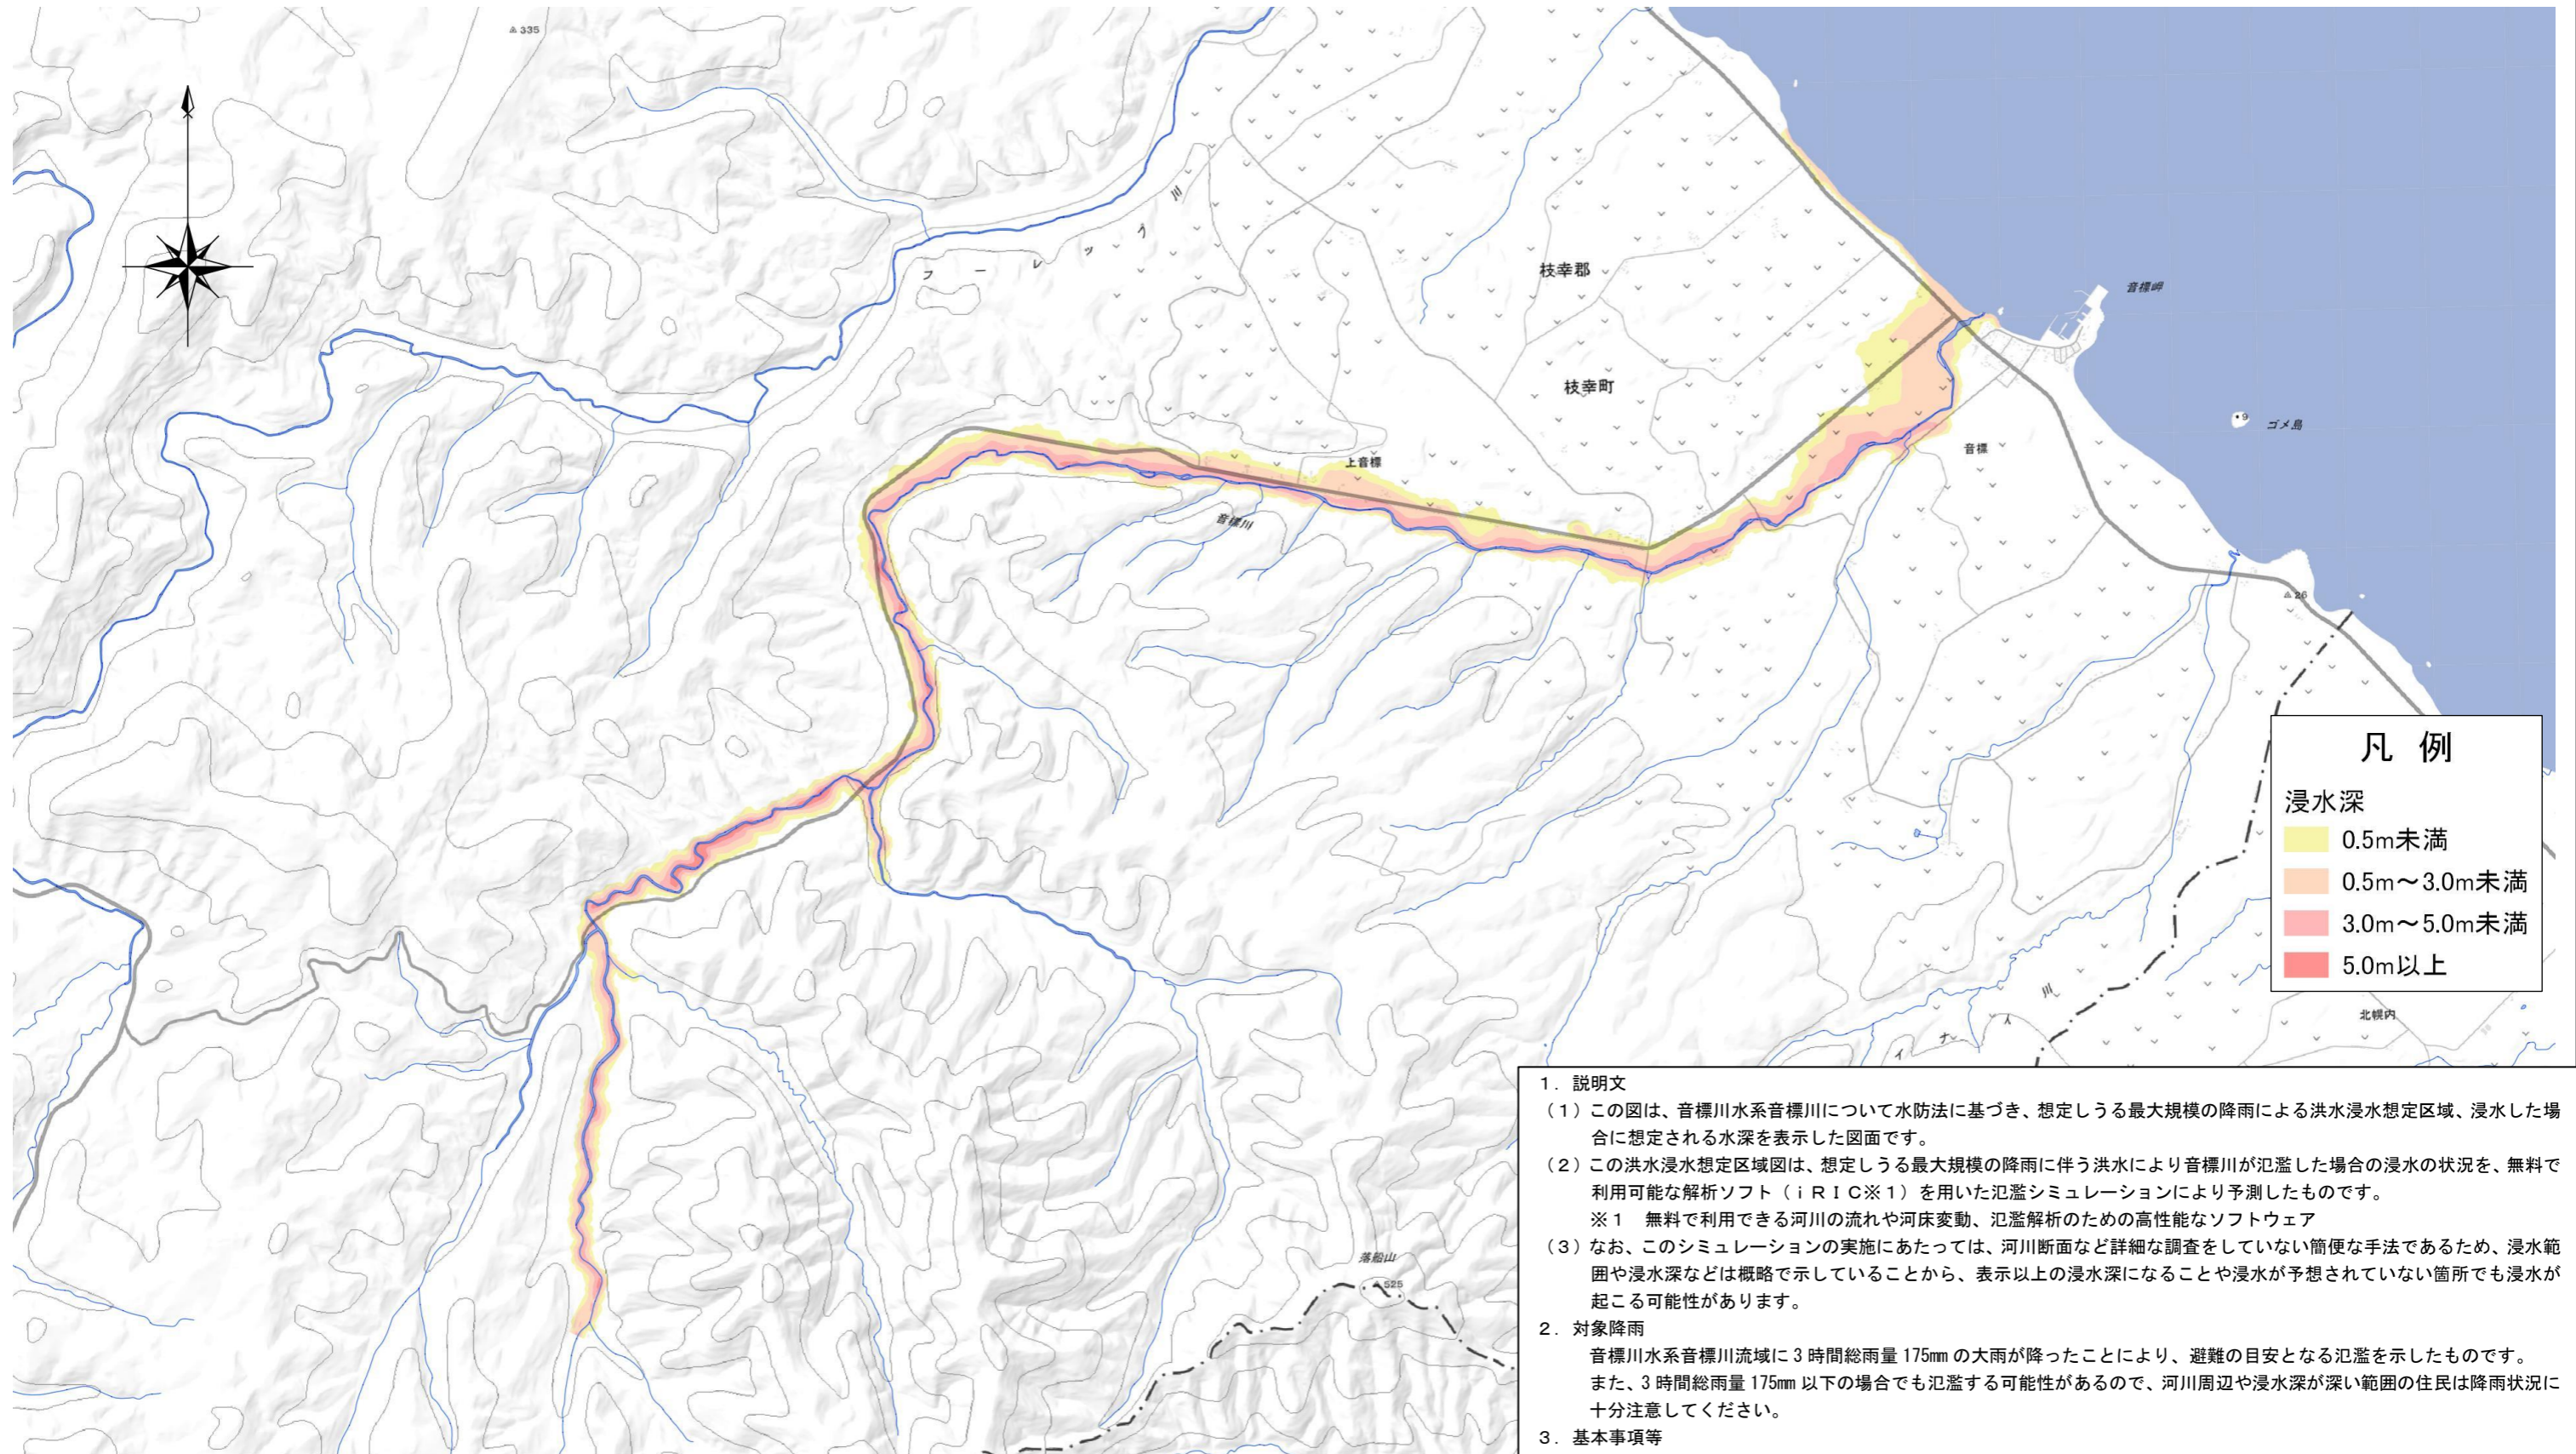 335
フーレップ川
枝幸郡
音標岬
枝幸町
9
ゴメ島
上音標
音標
音標川
26
凡 例
浸水深
0.5m未満
0.5m～3.0m未満
3.0m～5.0m未満
5.0m以上
北幌内
イナイ川
落船山
525
1．説明文
（1）この図は、音標川水系音標川について水防法に基づき、想定しうる最大規模の降雨による洪水浸水想定区域、浸水した場
合に想定される水深を表示した図面です。
（2）この洪水浸水想定区域図は、想定しうる最大規模の降雨に伴う洪水により音標川が氾濫した場合の浸水の状況を、無料で
利用可能な解析ソフト（ｉＲＩＣ※１）を用いた氾濫シミュレーションにより予測したものです。
※１　無料で利用できる河川の流れや河床変動、氾濫解析のための高性能なソフトウェア
（3）なお、このシミュレーションの実施にあたっては、河川断面など詳細な調査をしていない簡便な手法であるため、浸水範
囲や浸水深などは概略で示していることから、表示以上の浸水深になることや浸水が予想されていない箇所でも浸水が
起こる可能性があります。
2．対象降雨
音標川水系音標川流域に 3 時間総雨量 175mm の大雨が降ったことにより、避難の目安となる氾濫を示したものです。
また、3 時間総雨量 175mm 以下の場合でも氾濫する可能性があるので、河川周辺や浸水深が深い範囲の住民は降雨状況に
十分注意してください。
3．基本事項等